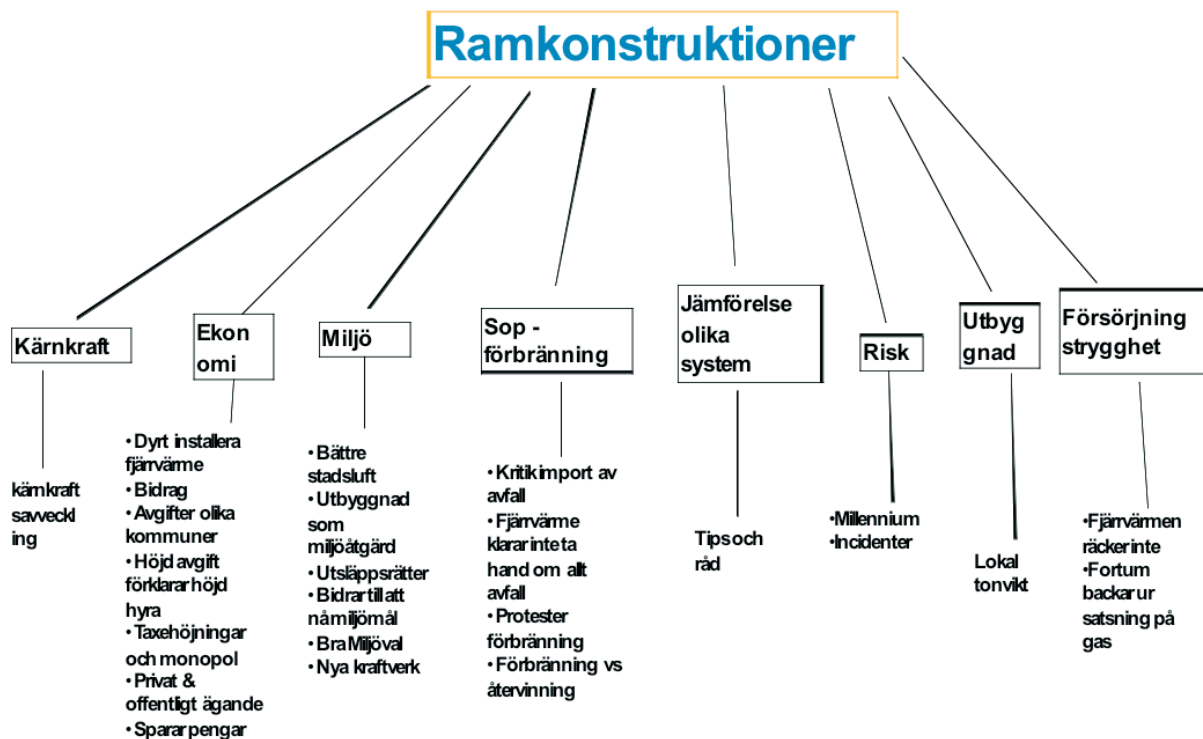 Ramkonstruktioner
Kärnkraft
kärnkraft
savveckl
ing
Ekon
omi
• Dyrt installera
fjärrvärme
• Bidrag
• Avgifter olika
kommuner
• Höjd avgift
förklarar höjd
hyra
• Taxehöjningar
och monopol
• Privat &
offentligt ägande
• Sparar pengar
Miljö
• Bättre
stadsluft
• Utbyggnad
som
miljöåtgärd
• Utsläppsrätter
• Bidrar till att
nå miljömål
• Bra Miljöval
• Nya kraftverk
Sop -
förbränning
• Kritik import av
avfall
• Fjärrvärme
klarar inte ta
hand om allt
avfall
• Protester
förbränning
• Förbränning vs
återvinning
Jämförelse
olika
system
Tips och
råd
Risk
• Millennium
• Incidenter
Utbyg
gnad
Lokal
tonvikt
Försörjning
strygghet
• Fjärrvärmen
räcker inte
• Fortum
backar ur
satsning på
gas